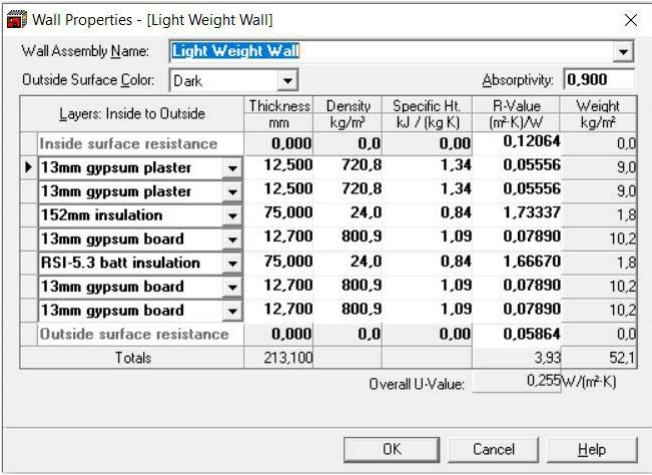 Wall Properties - [Light Weight Wall]
Wall Assembly Name: Light Weight Wall
Outside Surface Color: Dark Absorptivity: 0,900
Layers: Inside to Outside Thickness mm Density kg/m³ Specific Ht. kJ / (kg K) R-Value (m²·K)/W Weight kg/m²
Inside surface resistance 0,000 0,0 0,00 0,12064 0,0
13mm gypsum plaster 12,500 720,8 1,34 0,05556 9,0
13mm gypsum plaster 12,500 720,8 1,34 0,05556 9,0
152mm insulation 75,000 24,0 0,84 1,73337 1,8
13mm gypsum board 12,700 800,9 1,09 0,07890 10,2
RSI-5.3 batt insulation 75,000 24,0 0,84 1,66670 1,8
13mm gypsum board 12,700 800,9 1,09 0,07890 10,2
13mm gypsum board 12,700 800,9 1,09 0,07890 10,2
Outside surface resistance 0,000 0,0 0,00 0,05864 0,0
Totals 213,100 3,93 52,1
Overall U-Value: 0,255 W/(m²·K)
OK Cancel Help